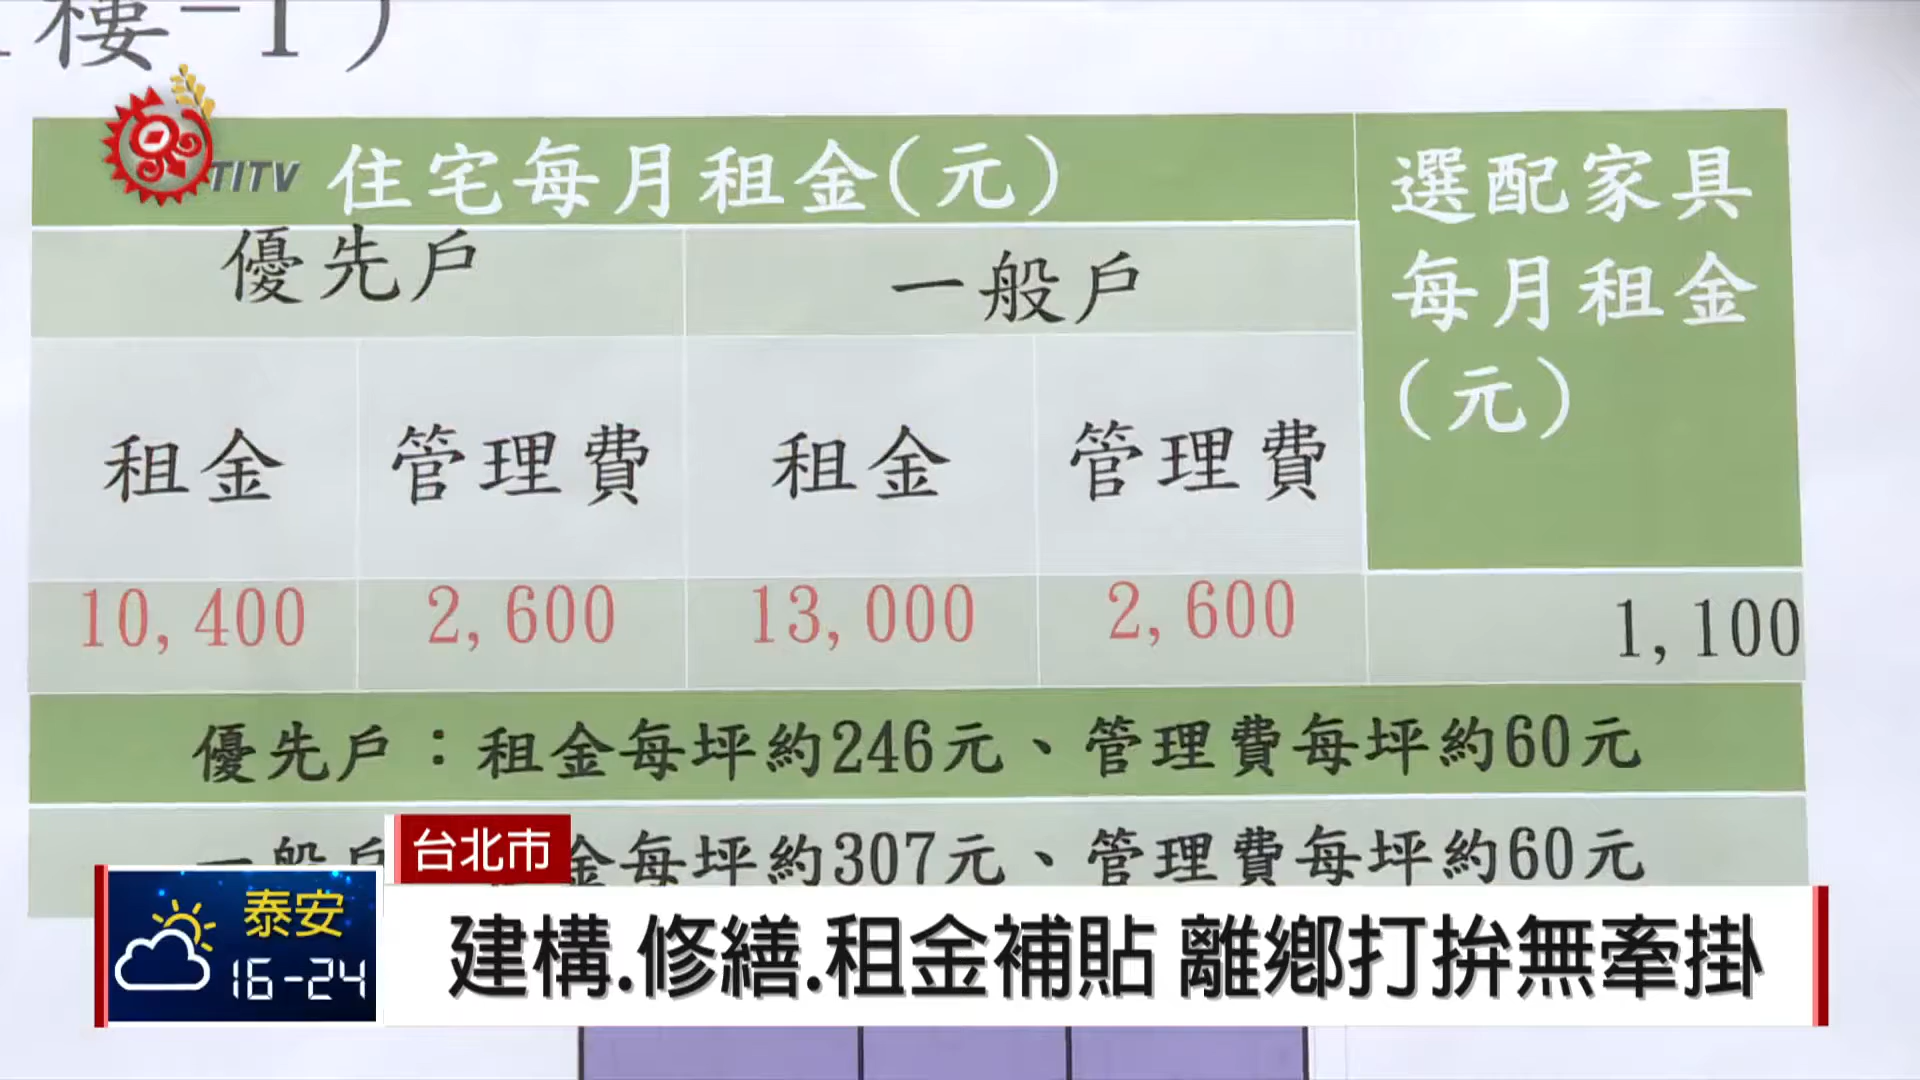 樓-1)
TITV
住宅每月租金(元)
選配家具
每月租金
(元)
優先戶
一般戶
租金
管理費
租金
管理費
10,400
2,600
13,000
2,600
1,100
優先戶：租金每坪約246元、管理費每坪約60元
一般戶
金每坪約307元、管理費每坪約60元
台北市
泰安
16-24
建構.修繕.租金補貼 離鄉打拚無牽掛